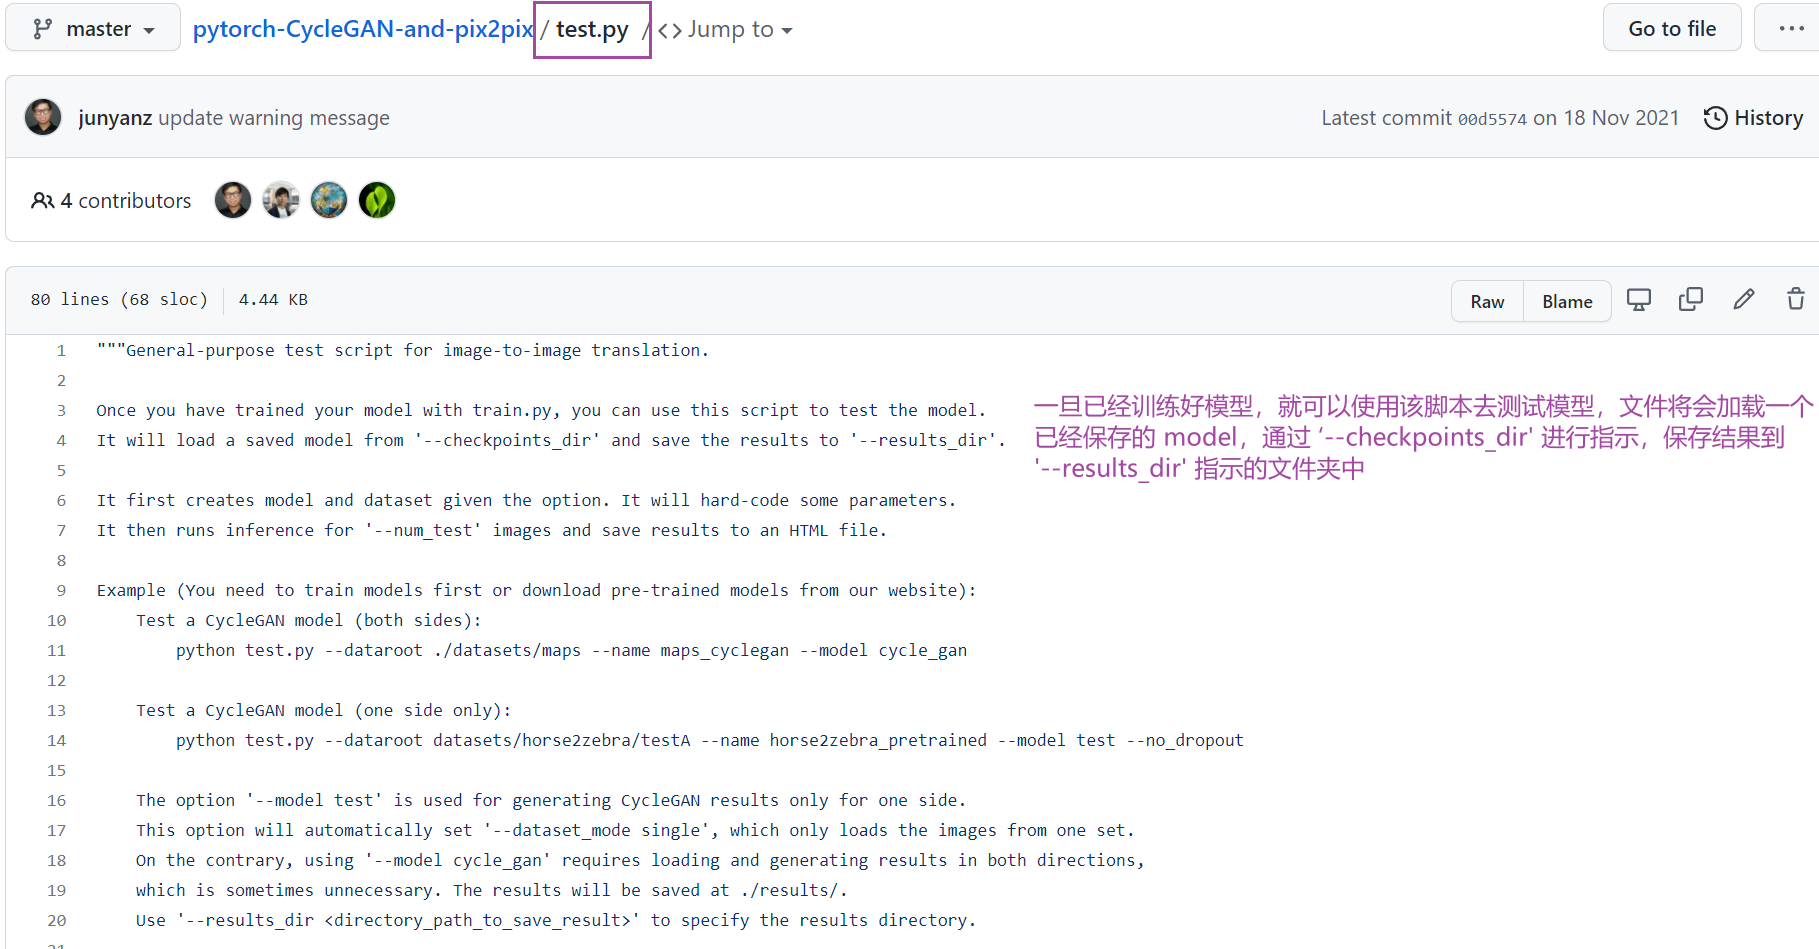 master pytorch-CycleGAN-and-pix2pix / test.py / <> Jump to Go to file ...
junyanz update warning message Latest commit 00d5574 on 18 Nov 2021 History
4 contributors
80 lines (68 sloc) 4.44 KB Raw Blame
1 """General-purpose test script for image-to-image translation.
2
3 Once you have trained your model with train.py, you can use this script to test the model.
4 It will load a saved model from '--checkpoints_dir' and save the results to '--results_dir'.
一旦已经训练好模型，就可以使用该脚本去测试模型，文件将会加载一个
已经保存的 model，通过 ‘--checkpoints_dir' 进行指示，保存结果到
'--results_dir' 指示的文件夹中
5
6 It first creates model and dataset given the option. It will hard-code some parameters.
7 It then runs inference for '--num_test' images and save results to an HTML file.
8
9 Example (You need to train models first or download pre-trained models from our website):
10 Test a CycleGAN model (both sides):
11 python test.py --dataroot ./datasets/maps --name maps_cyclegan --model cycle_gan
12
13 Test a CycleGAN model (one side only):
14 python test.py --dataroot datasets/horse2zebra/testA --name horse2zebra_pretrained --model test --no_dropout
15
16 The option '--model test' is used for generating CycleGAN results only for one side.
17 This option will automatically set '--dataset_mode single', which only loads the images from one set.
18 On the contrary, using '--model cycle_gan' requires loading and generating results in both directions,
19 which is sometimes unnecessary. The results will be saved at ./results/.
20 Use '--results_dir <directory_path_to_save_result>' to specify the results directory.